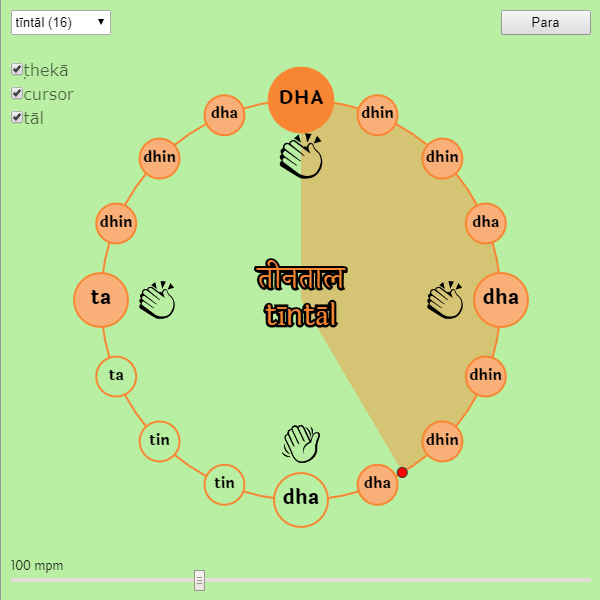 tīntāl (16)
Para
ṭhekā
cursor
tāl
DHA
dhin
dhin
dha
dha
dhin
dhin
dha
dha
tin
tin
ta
ta
dhin
dhin
dha
तीनताल
tīntāl
100 mpm